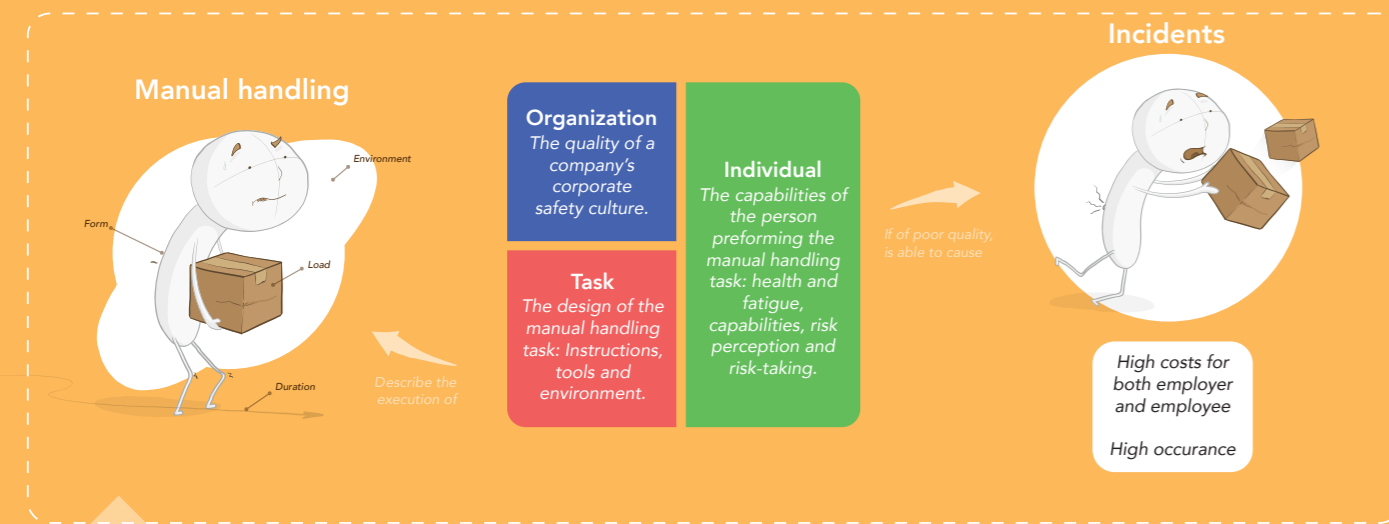 Manual handling
Environment
Form
Load
Duration
Describe the
execution of
Organization
The quality of a
company's
corporate
safety culture.
Task
The design of the
manual handling
task: Instructions,
tools and
environment.
Individual
The capabilities of
the person
preforming the
manual handling
task: health and
fatigue,
capabilities, risk
perception and
risk-taking.
If of poor quality,
is able to cause
Incidents
High costs for
both employer
and employee
High occurance